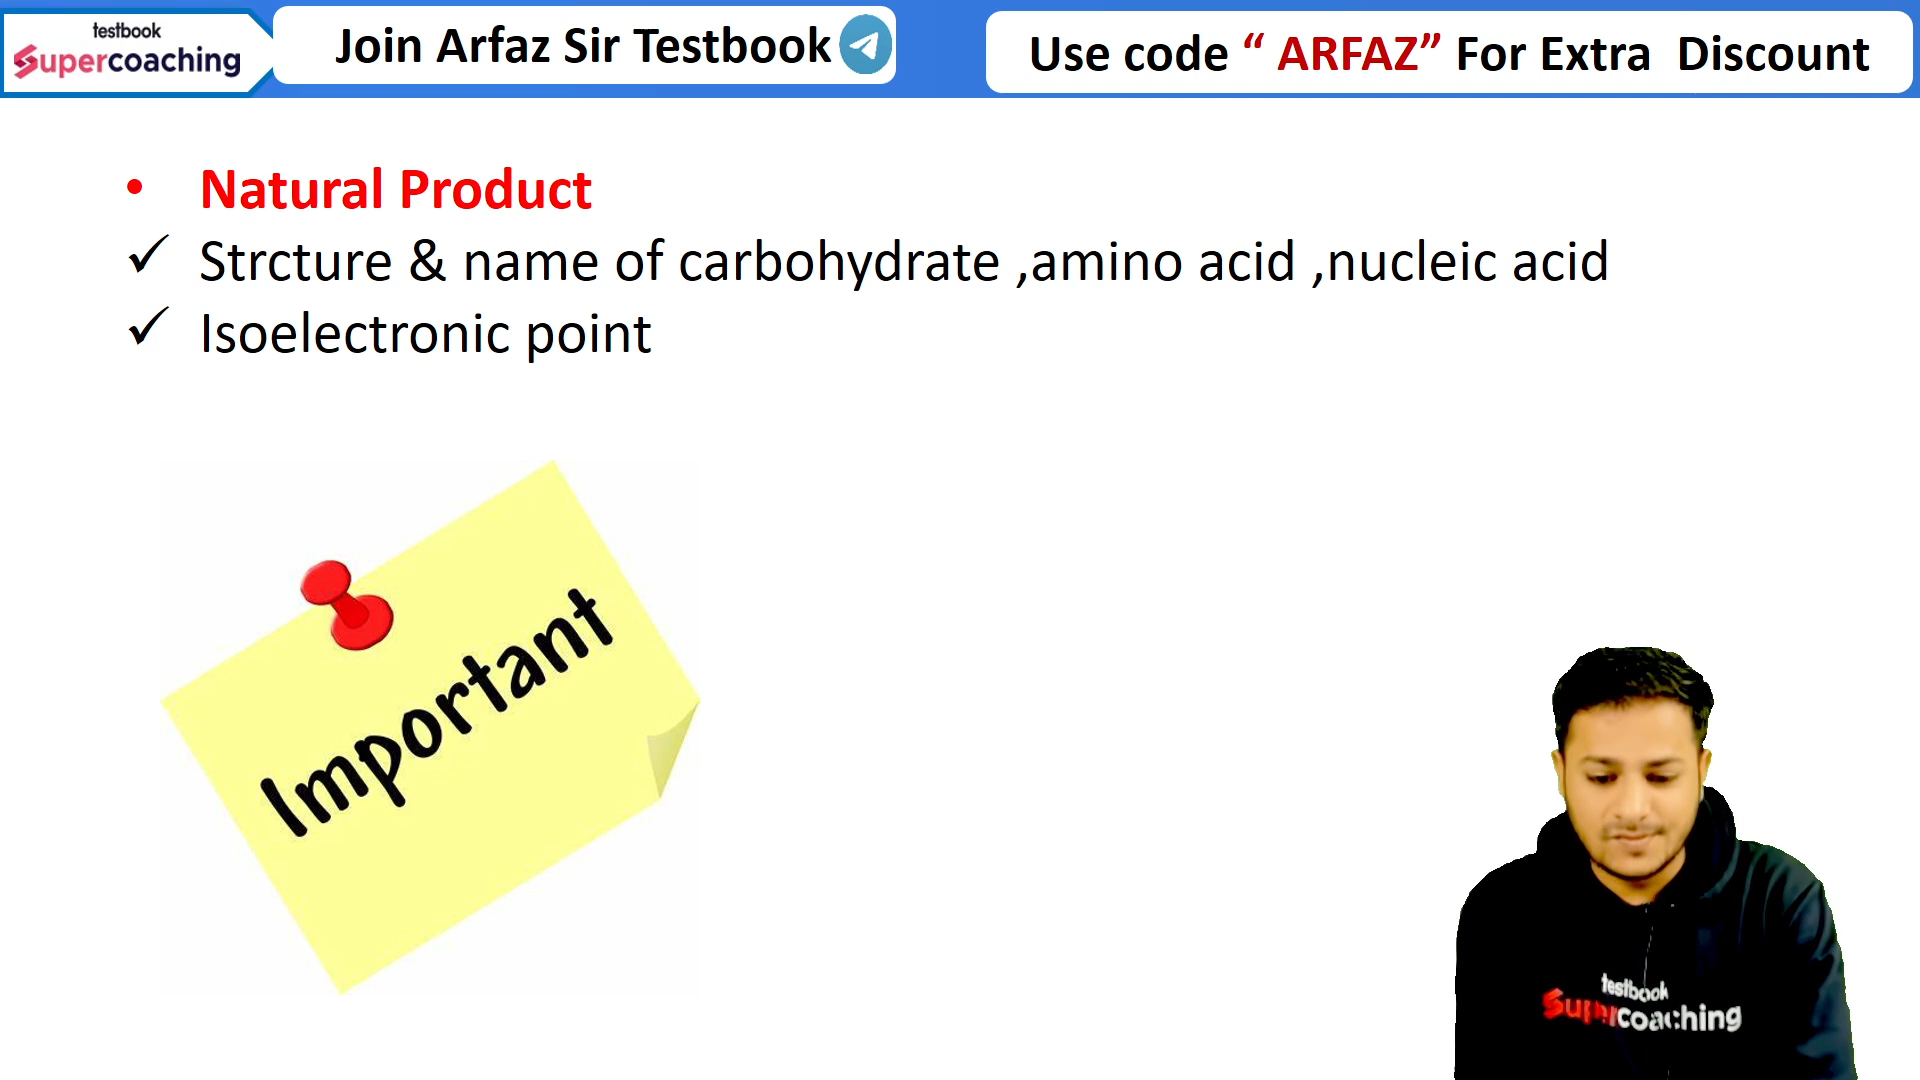 testbook
Supercoaching
Join Arfaz Sir Testbook
Use code “ ARFAZ” For Extra Discount
• Natural Product
✓ Strcture & name of carbohydrate ,amino acid ,nucleic acid
✓ Isoelectronic point
Important
testbook
Supercoaching